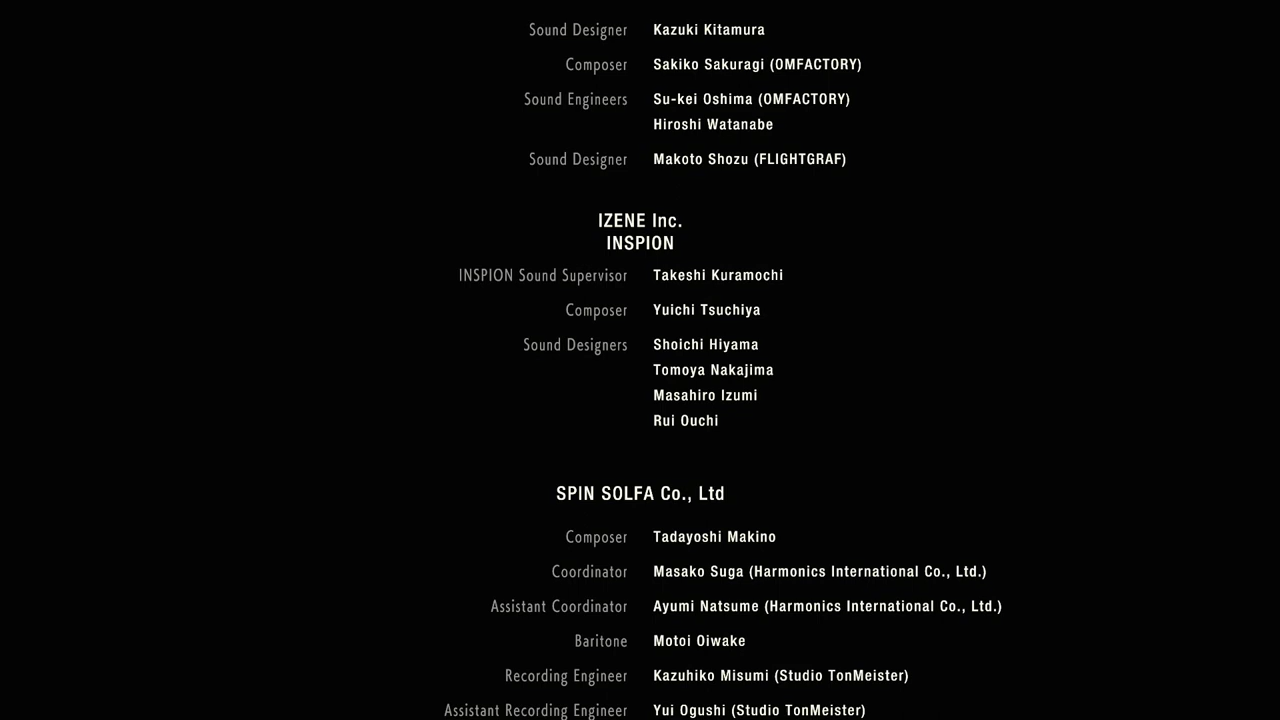 Sound Designer Kazuki Kitamura
Composer Sakiko Sakuragi (OMFACTORY)
Sound Engineers Su-kei Oshima (OMFACTORY)
Hiroshi Watanabe
Sound Designer Makoto Shozu (FLIGHTGRAF)
IZENE Inc.
INSPION
INSPION Sound Supervisor Takeshi Kuramochi
Composer Yuichi Tsuchiya
Sound Designers Shoichi Hiyama
Tomoya Nakajima
Masahiro Izumi
Rui Ouchi
SPIN SOLFA Co., Ltd
Composer Tadayoshi Makino
Coordinator Masako Suga (Harmonics International Co., Ltd.)
Assistant Coordinator Ayumi Natsume (Harmonics International Co., Ltd.)
Baritone Motoi Oiwake
Recording Engineer Kazuhiko Misumi (Studio TonMeister)
Assistant Recording Engineer Yui Ogushi (Studio TonMeister)